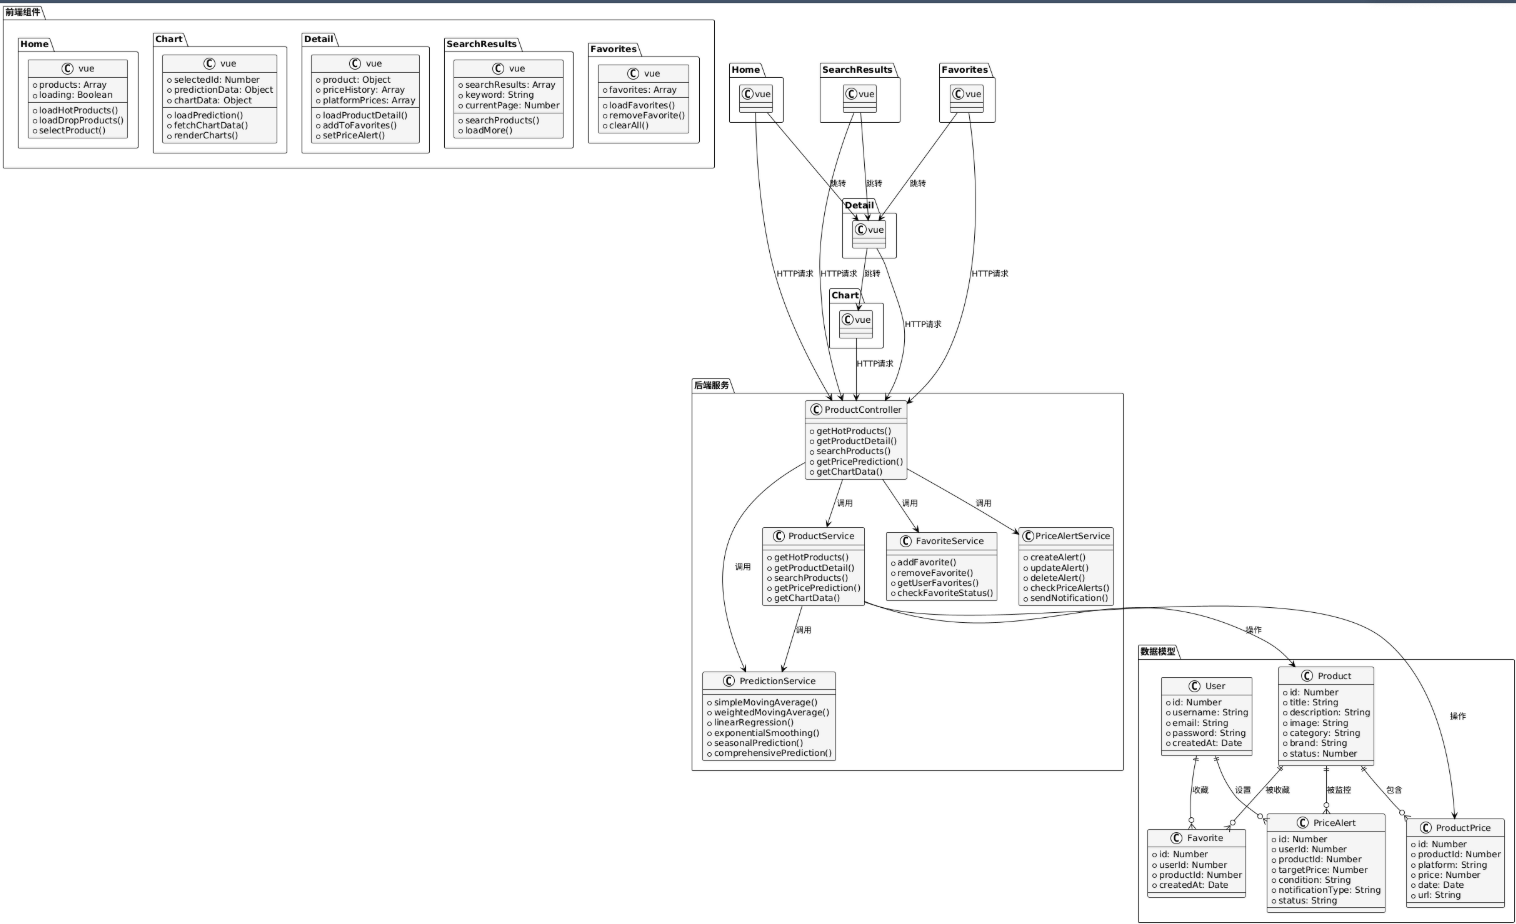 前端组件
Home
C vue
products: Array
loading: Boolean
loadHotProducts()
loadDropProducts()
selectProduct()
Chart
C vue
selectedId: Number
predictionData: Object
chartData: Object
loadPrediction()
fetchChartData()
renderCharts()
Detail
C vue
product: Object
priceHistory: Array
platformPrices: Array
loadProductDetail()
addToFavorites()
setPriceAlert()
SearchResults
C vue
searchResults: Array
keyword: String
currentPage: Number
searchProducts()
loadMore()
Favorites
C vue
favorites: Array
loadFavorites()
removeFavorite()
clearAll()
Home
C vue
SearchResults
C vue
Favorites
C vue
跳转
跳转
跳转
Detail
C vue
HTTP请求
HTTP请求
跳转
HTTP请求
Chart
C vue
HTTP请求
HTTP请求
后端服务
C ProductController
getHotProducts()
getProductDetail()
searchProducts()
getPricePrediction()
getChartData()
调用
调用
调用
调用
C ProductService
getHotProducts()
getProductDetail()
searchProducts()
getPricePrediction()
getChartData()
C FavoriteService
addFavorite()
removeFavorite()
getUserFavorites()
checkFavoriteStatus()
C PriceAlertService
createAlert()
updateAlert()
deleteAlert()
checkPriceAlerts()
sendNotification()
调用
操作
操作
C PredictionService
simpleMovingAverage()
weightedMovingAverage()
linearRegression()
exponentialSmoothing()
seasonalPrediction()
comprehensivePrediction()
数据模型
C User
id: Number
username: String
email: String
password: String
createdAt: Date
C Product
id: Number
title: String
description: String
image: String
category: String
brand: String
status: Number
收藏
设置
被收藏
被监控
包含
C Favorite
id: Number
userId: Number
productId: Number
createdAt: Date
C PriceAlert
id: Number
userId: Number
productId: Number
targetPrice: Number
condition: String
notificationType: String
status: String
C ProductPrice
id: Number
productId: Number
platform: String
price: Number
date: Date
url: String